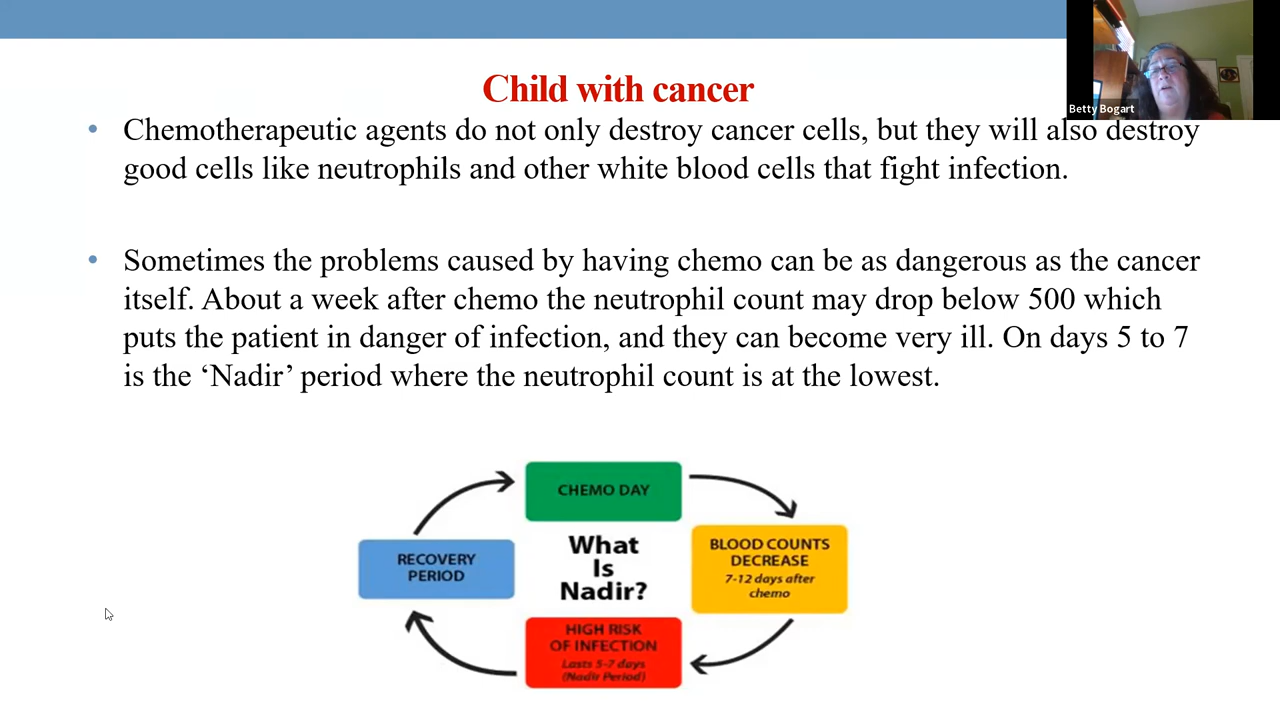 Child with cancer
Betty Bogart
• Chemotherapeutic agents do not only destroy cancer cells, but they will also destroy
good cells like neutrophils and other white blood cells that fight infection.
• Sometimes the problems caused by having chemo can be as dangerous as the cancer
itself. About a week after chemo the neutrophil count may drop below 500 which
puts the patient in danger of infection, and they can become very ill. On days 5 to 7
is the ‘Nadir’ period where the neutrophil count is at the lowest.
CHEMO DAY
BLOOD COUNTS
DECREASE
7-12 days after
chemo
HIGH RISK
OF INFECTION
Lasts 5-7 days
(Nadir Period)
RECOVERY
PERIOD
What
Is
Nadir?